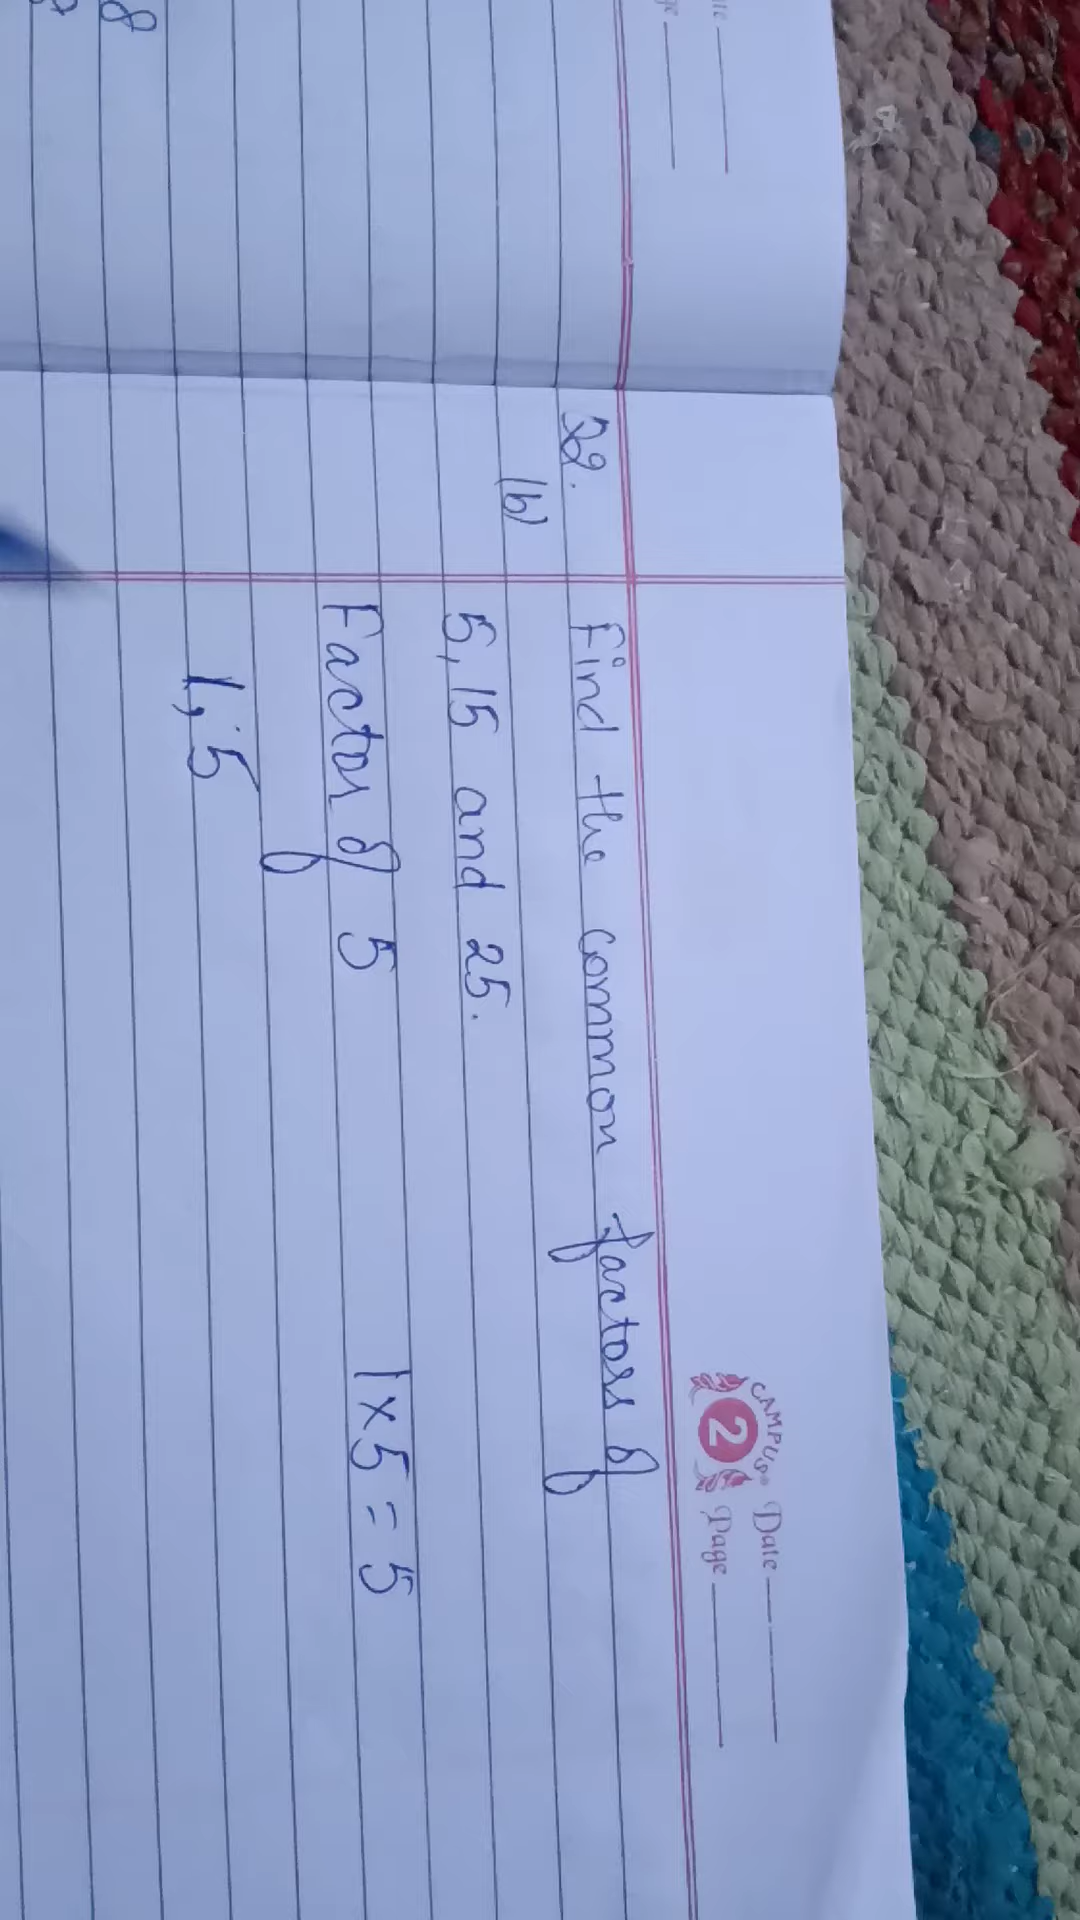 CAMPUS Date
2 Page
Q2. Find the common factors of
(b)
5, 15 and 25.
Factor of 5 1 × 5 = 5
1, 5
8